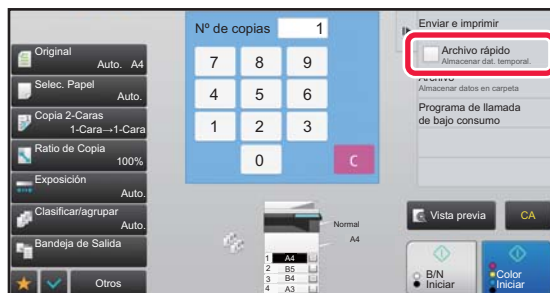 Original
Auto. A4
Selec. Papel
Auto.
Copia 2-Caras
1-Cara→1-Cara
Ratio de Copia
100%
Exposición
Auto.
Clasificar/agrupar
Auto.
Bandeja de Salida
Otros
Nº de copias 1
7 8 9
4 5 6
1 2 3
0 C
Normal
A4
1 A4
2 B5
3 B4
4 A3
Enviar e imprimir
Archivo rápido
Almacenar dat. temporal.
Archivo
Almacenar datos en carpeta
Programa de llamada
de bajo consumo
Vista previa
CA
B/N
Iniciar
Color
Iniciar